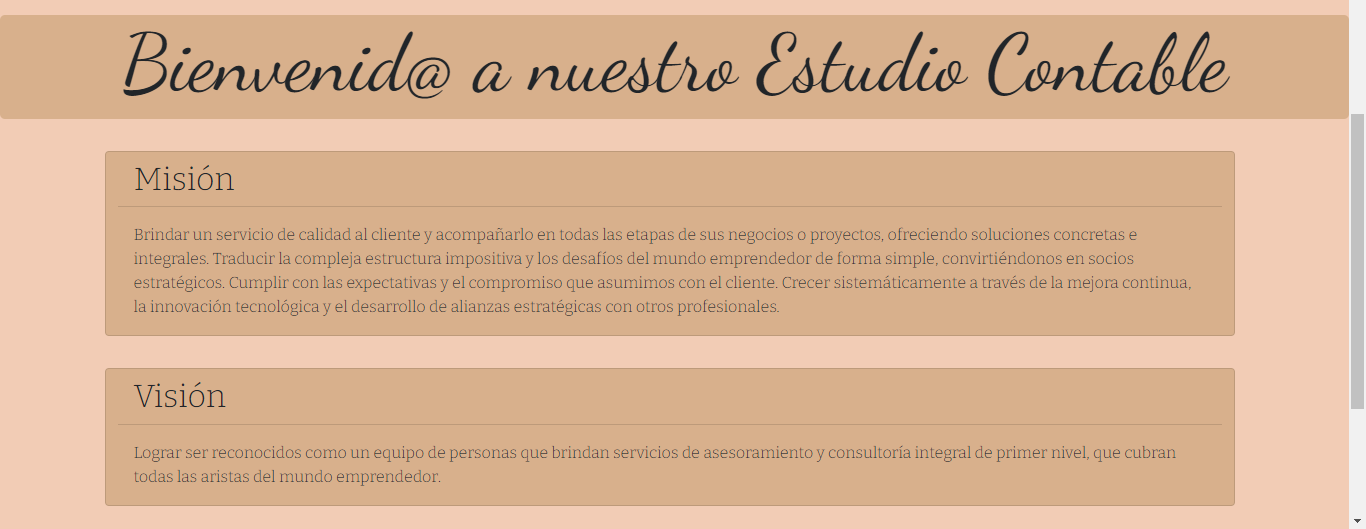 Bienvenid@ a nuestro Estudio Contable
Misión
Brindar un servicio de calidad al cliente y acompañarlo en todas las etapas de sus negocios o proyectos, ofreciendo soluciones concretas e
integrales. Traducir la compleja estructura impositiva y los desafíos del mundo emprendedor de forma simple, convirtiéndonos en socios
estratégicos. Cumplir con las expectativas y el compromiso que asumimos con el cliente. Crecer sistemáticamente a través de la mejora continua,
la innovación tecnológica y el desarrollo de alianzas estratégicas con otros profesionales.
Visión
Lograr ser reconocidos como un equipo de personas que brindan servicios de asesoramiento y consultoría integral de primer nivel, que cubran
todas las aristas del mundo emprendedor.